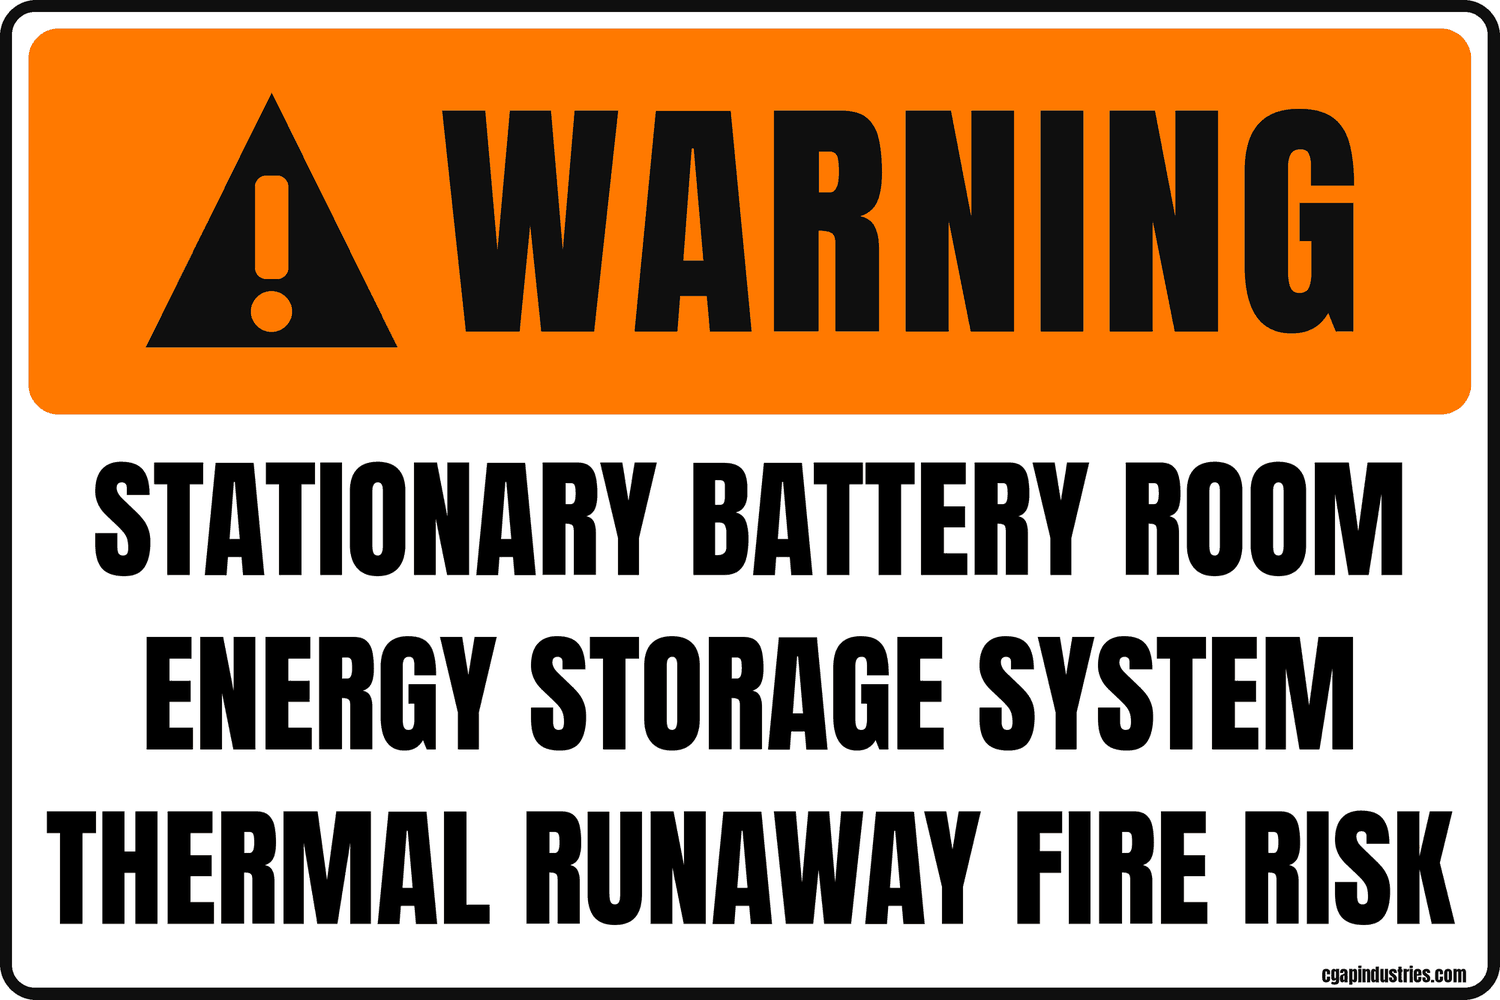 WARNING
STATIONARY BATTERY ROOM
ENERGY STORAGE SYSTEM
THERMAL RUNAWAY FIRE RISK
cgapindustries.com